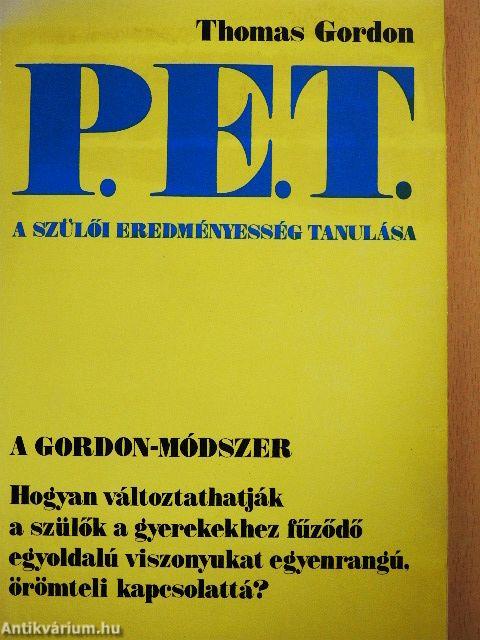 Thomas Gordon
P.E.T.
A SZÜLŐI EREDMÉNYESSÉG TANULÁSA
A GORDON-MÓDSZER
Hogyan változtathatják
a szülők a gyerekekhez fűződő
egyoldalú viszonyukat egyenrangú,
örömteli kapcsolattá?
Antikvárium.hu